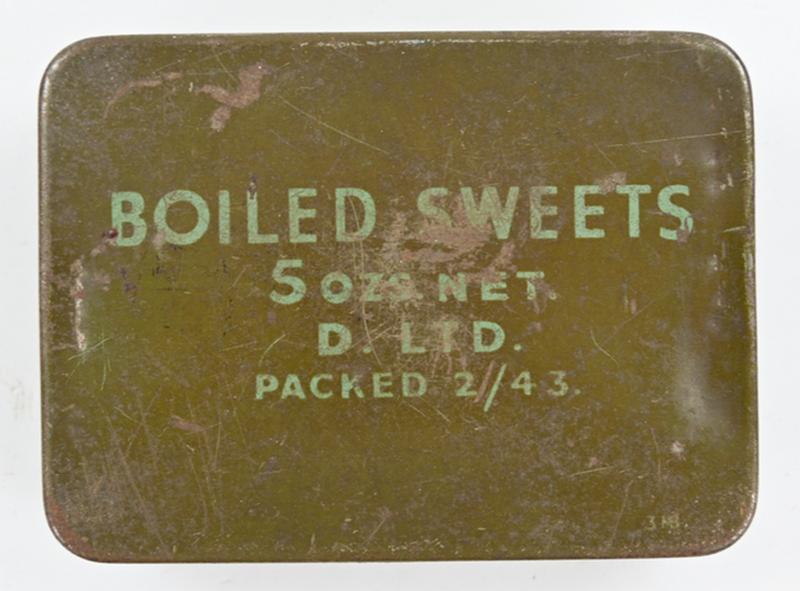 BOILED SWEETS
5 OZS NET.
D. LTD.
PACKED 2/43.